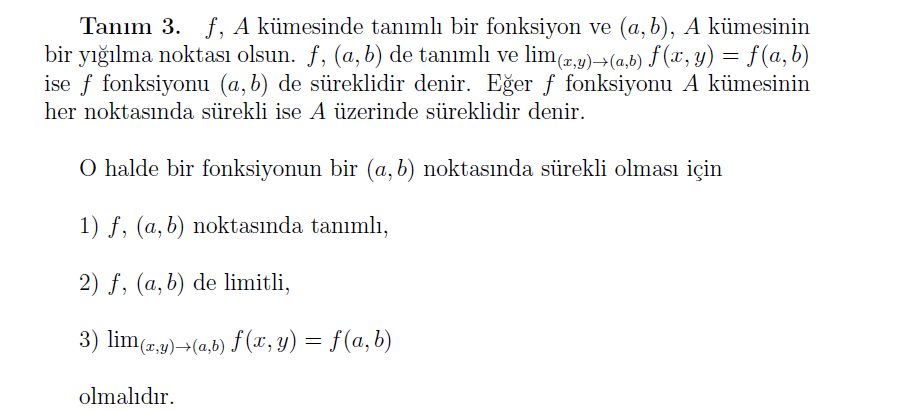 Tanım 3. f, A kümesinde tanımlı bir fonksiyon ve (a, b), A kümesinin
bir yığılma noktası olsun. f, (a, b) de tanımlı ve lim(x,y)→(a,b) f(x, y) = f(a, b)
ise f fonksiyonu (a, b) de süreklidir denir. Eğer f fonksiyonu A kümesinin
her noktasında sürekli ise A üzerinde süreklidir denir.
O halde bir fonksiyonun bir (a, b) noktasında sürekli olması için
1) f, (a, b) noktasında tanımlı,
2) f, (a, b) de limitli,
3) lim(x,y)→(a,b) f(x, y) = f(a, b)
olmalıdır.